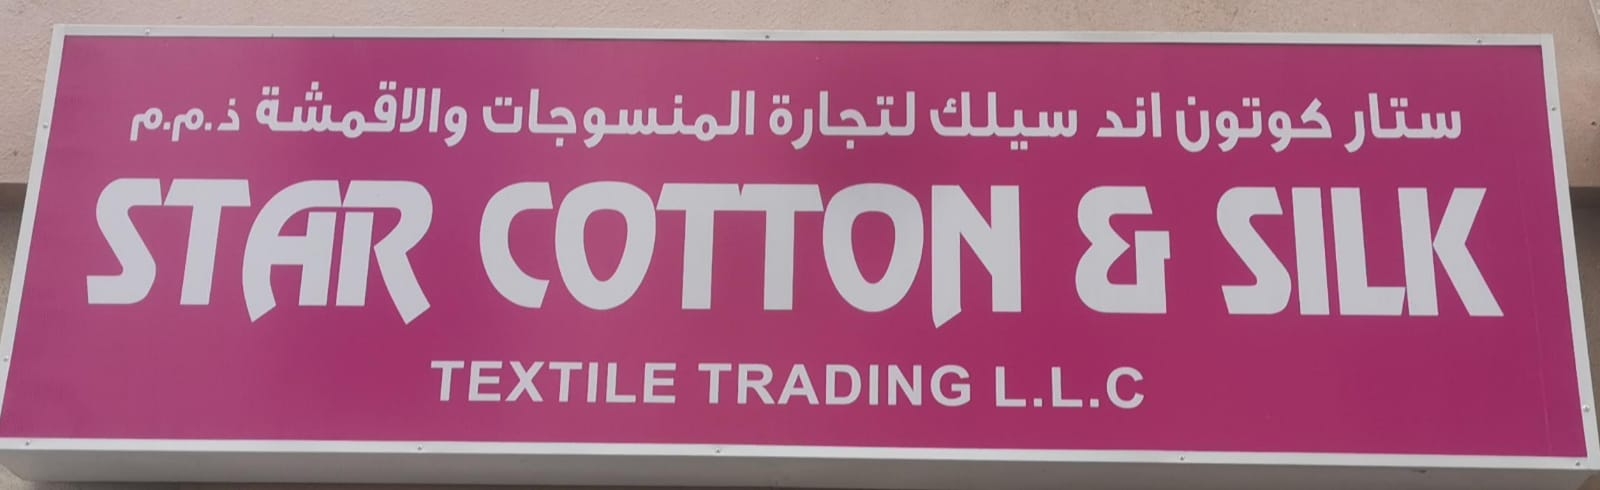 ستار كوتون اند سيلك لتجارة المنسوجات والاقمشة ذ.م.م
STAR COTTON & SILK
TEXTILE TRADING L.L.C